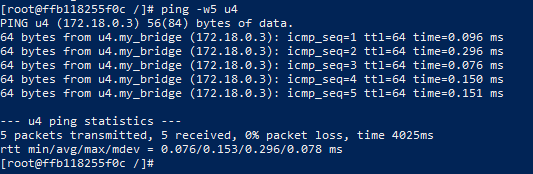 [root@ffb118255f0c /]# ping -w5 u4
PING u4 (172.18.0.3) 56(84) bytes of data.
64 bytes from u4.my_bridge (172.18.0.3): icmp_seq=1 ttl=64 time=0.096 ms
64 bytes from u4.my_bridge (172.18.0.3): icmp_seq=2 ttl=64 time=0.296 ms
64 bytes from u4.my_bridge (172.18.0.3): icmp_seq=3 ttl=64 time=0.076 ms
64 bytes from u4.my_bridge (172.18.0.3): icmp_seq=4 ttl=64 time=0.150 ms
64 bytes from u4.my_bridge (172.18.0.3): icmp_seq=5 ttl=64 time=0.151 ms

--- u4 ping statistics ---
5 packets transmitted, 5 received, 0% packet loss, time 4025ms
rtt min/avg/max/mdev = 0.076/0.153/0.296/0.078 ms
[root@ffb118255f0c /]#